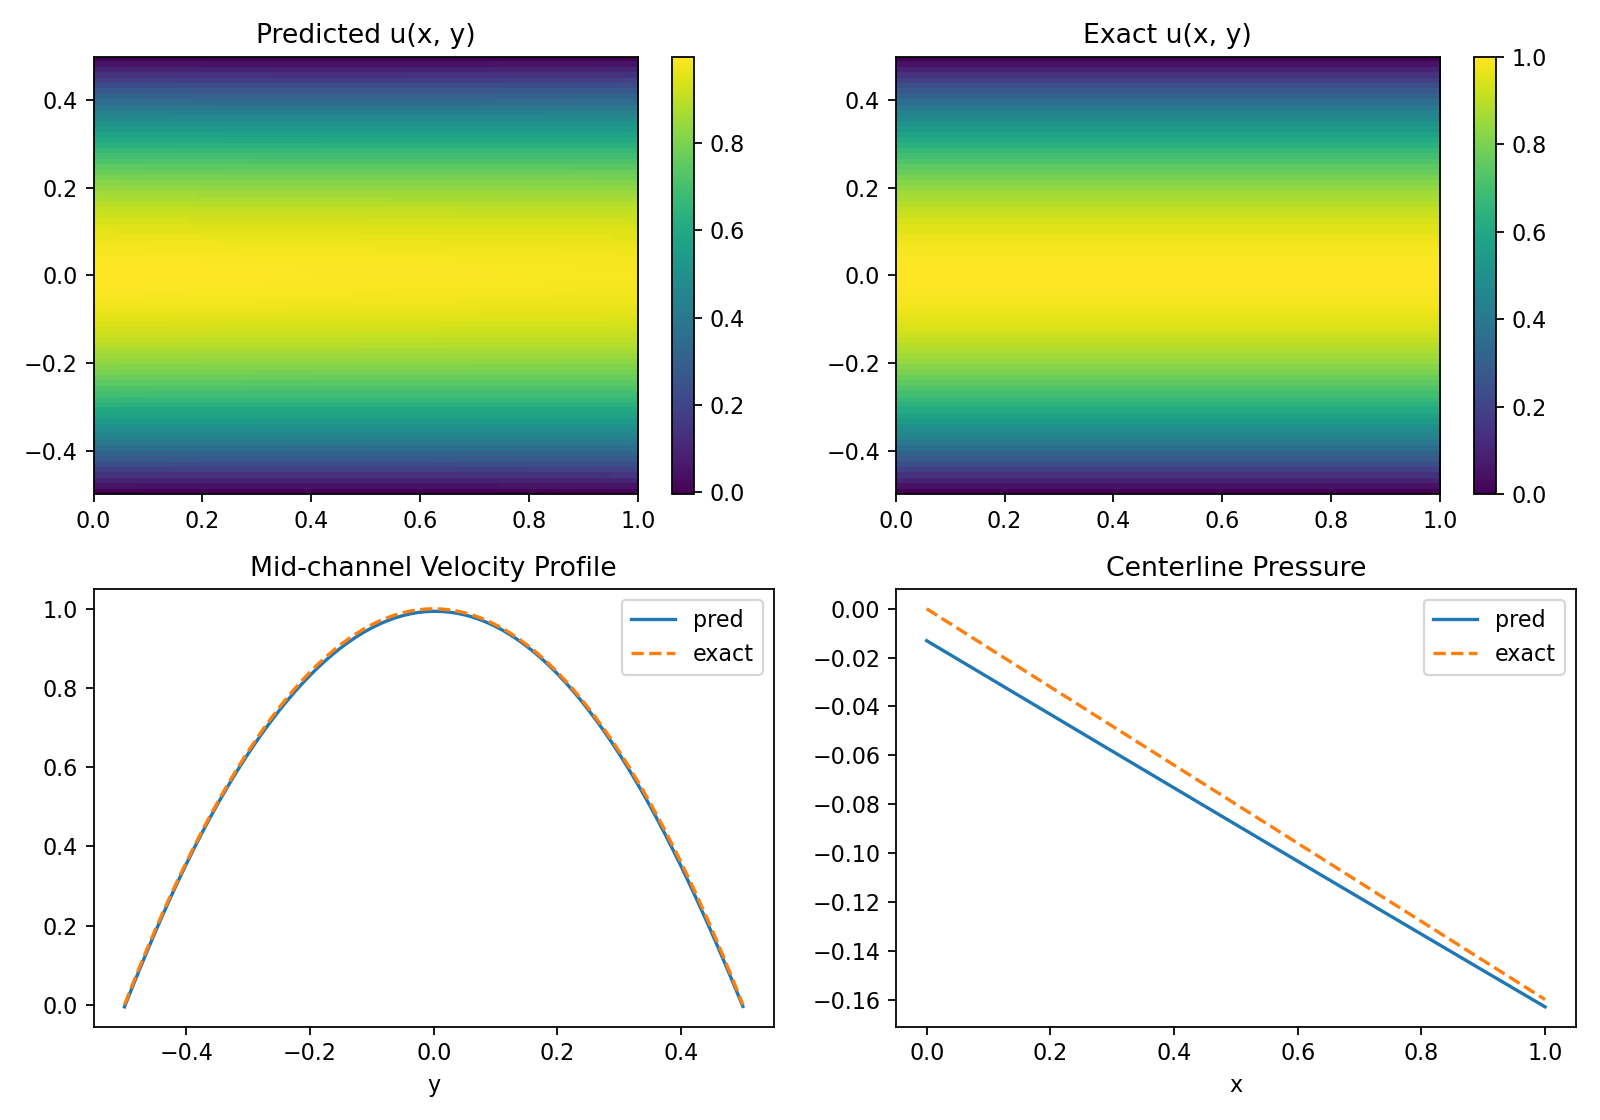 Predicted u(x, y)
0.4
0.2
0.0
−0.2
−0.4
0.0 0.2 0.4 0.6 0.8 1.0
0.8
0.6
0.4
0.2
0.0
Exact u(x, y)
0.4
0.2
0.0
−0.2
−0.4
0.0 0.2 0.4 0.6 0.8 1.0
1.0
0.8
0.6
0.4
0.2
0.0
Mid-channel Velocity Profile
1.0
0.8
0.6
0.4
0.2
0.0
pred
exact
−0.4 −0.2 0.0 0.2 0.4
y
Centerline Pressure
0.00
−0.02
−0.04
−0.06
−0.08
−0.10
−0.12
−0.14
−0.16
pred
exact
0.0 0.2 0.4 0.6 0.8 1.0
x